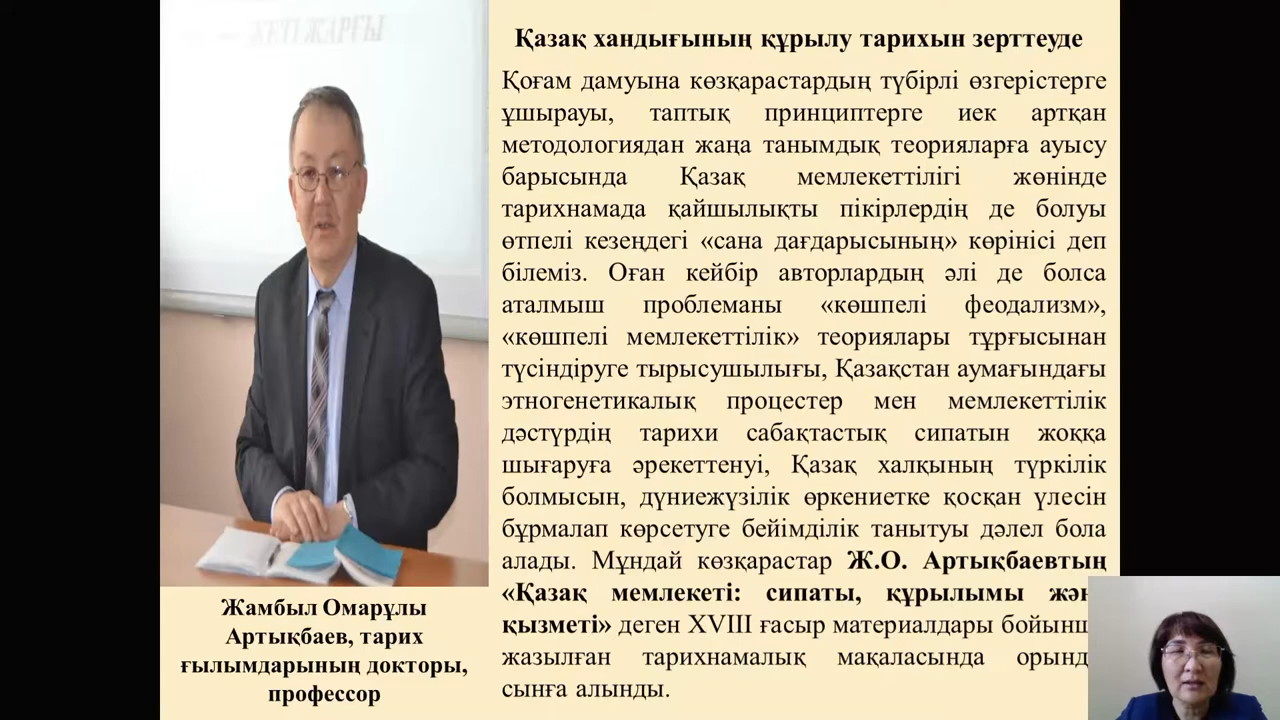 ЖЕТІ ЖАРҒЫ
Қазақ хандығының құрылу тарихын зерттеуде
Қоғам дамуына көзқарастардың түбірлі өзгерістерге
ұшырауы, таптық принциптерге иек артқан
методологиядан жаңа танымдық теорияларға ауысу
барысында Қазақ мемлекеттілігі жөнінде
тарихнамада қайшылықты пікірлердің де болуы
өтпелі кезеңдегі «сана дағдарысының» көрінісі деп
білеміз. Оған кейбір авторлардың әлі де болса
аталмыш проблеманы «көшпелі феодализм»,
«көшпелі мемлекеттілік» теориялары тұрғысынан
түсіндіруге тырысушылығы, Қазақстан аумағындағы
этногенетикалық процестер мен мемлекеттілік
дәстүрдің тарихи сабақтастық сипатын жоққа
шығаруға әрекеттенуі, Қазақ халқының түркілік
болмысын, дүниежүзілік өркениетке қосқан үлесін
бұрмалап көрсетуге бейімділік танытуы дәлел бола
алады. Мұндай көзқарастар Ж.О. Артықбаевтың
«Қазақ мемлекеті: сипаты, құрылымы
қызметі» деген XVIII ғасыр материалдары
жазылған тарихнамалық мақаласында
сынға алынды.
Жамбыл Омарұлы
Артықбаев, тарих
ғылымдарының докторы,
профессор